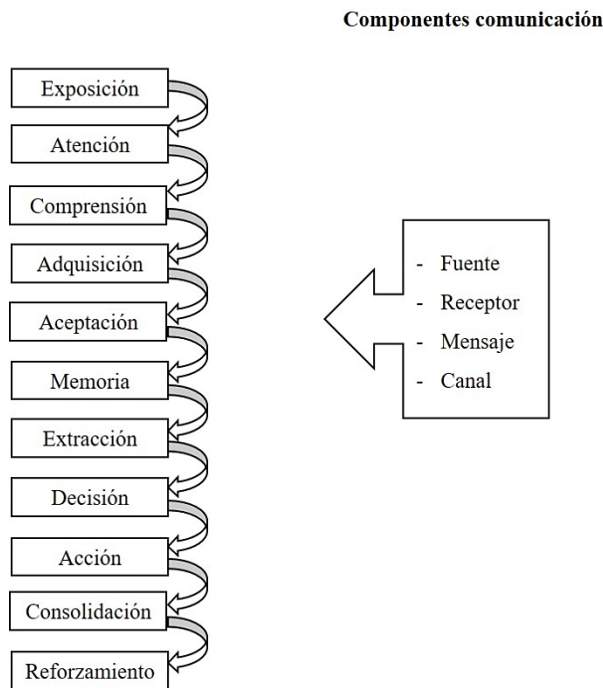 Componentes comunicación
Exposición
Atención
Comprensión
Adquisición
Aceptación
Memoria
Extracción
Decisión
Acción
Consolidación
Reforzamiento
- Fuente
- Receptor
- Mensaje
- Canal